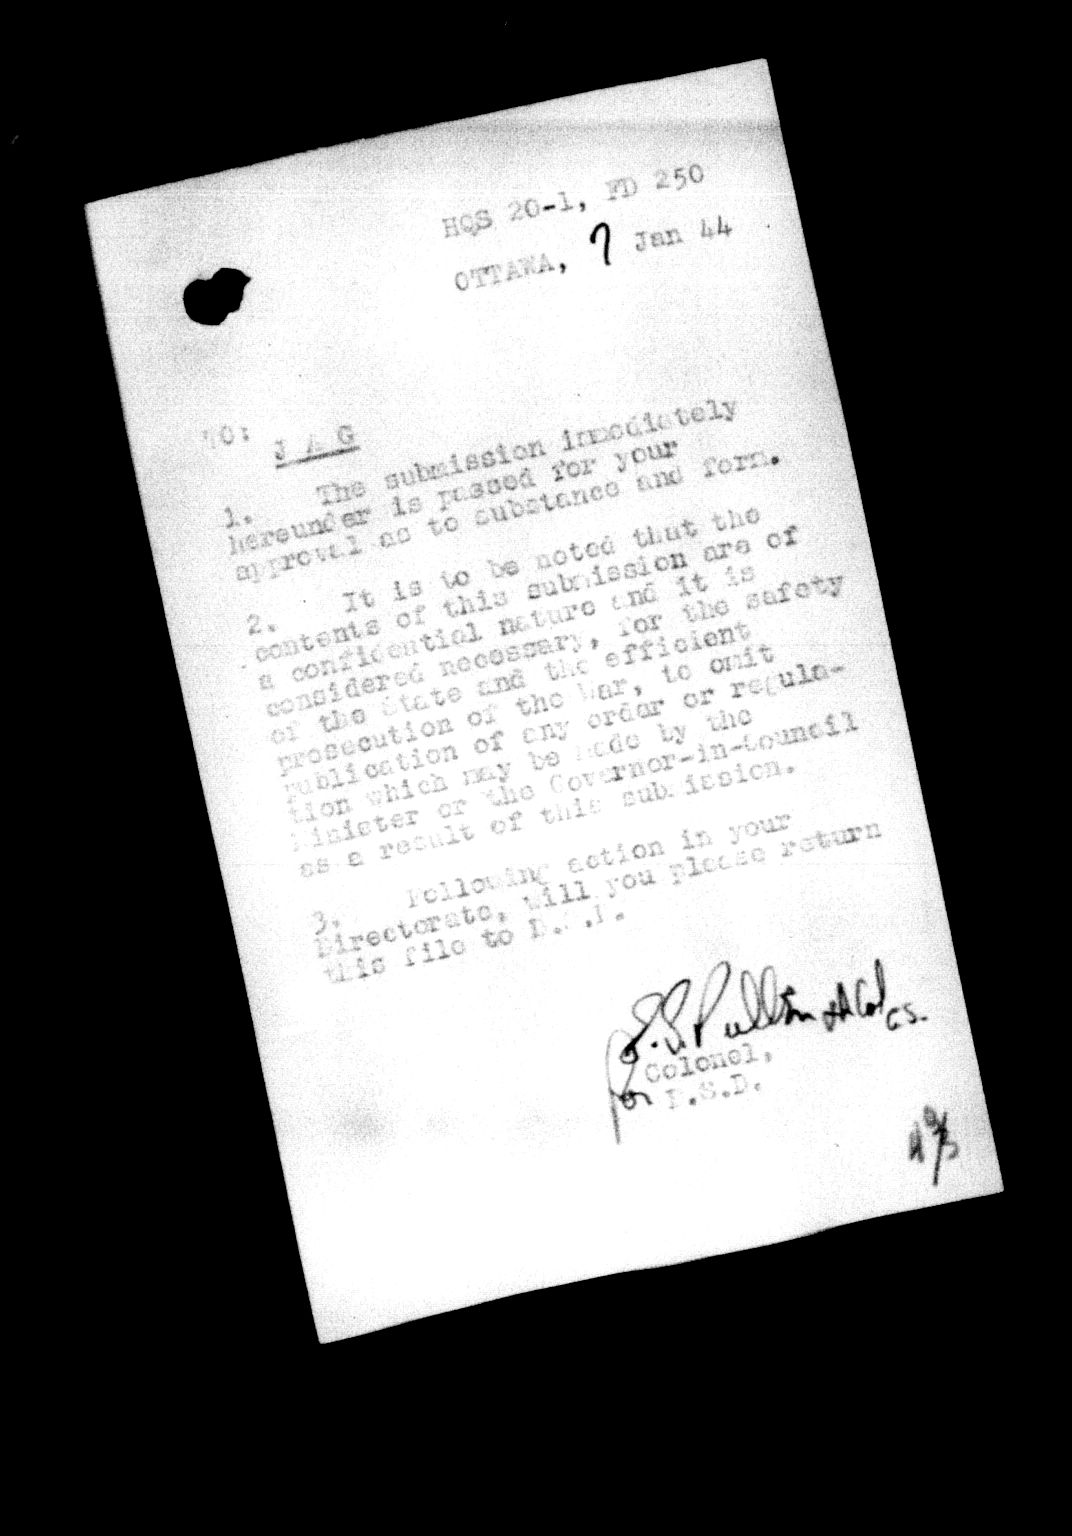 HQS 20-1, FD 250
OTTAWA, 7 Jan 44
TO: J A G
1. The submission immediately
hereunder is passed for your
approval as to substance and form.
2. It is to be noted that the
contents of this submission are of
a confidential nature and it is
considered necessary, for the safety
of the State and the efficient
prosecution of the War, to omit
publication of any order or regula-
tion which may be made by the
Minister or the Governor-in-Council
as a result of this submission.
3. Following action in your
Directorate, will you please return
this file to
Colonel,
for